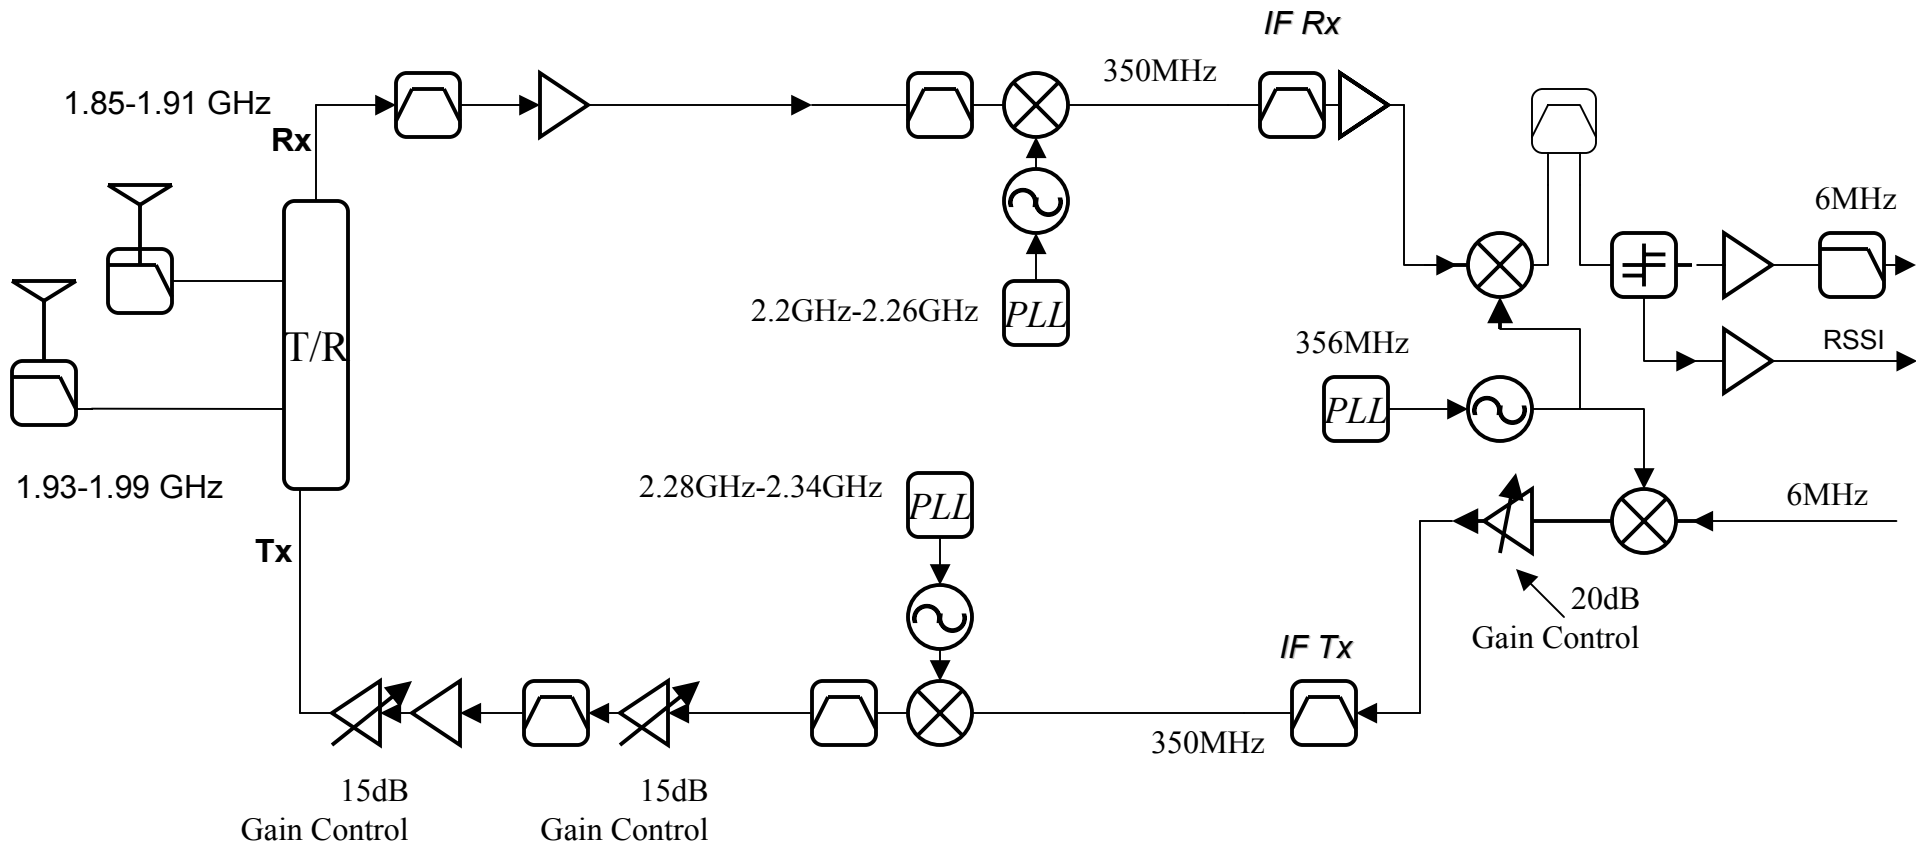 IF Rx
350MHz
1.85-1.91 GHz
Rx
6MHz
2.2GHz-2.26GHz
PLL
T/R
356MHz
RSSI
PLL
1.93-1.99 GHz
2.28GHz-2.34GHz
PLL
6MHz
Tx
20dB
Gain Control
IF Tx
350MHz
15dB
Gain Control
15dB
Gain Control